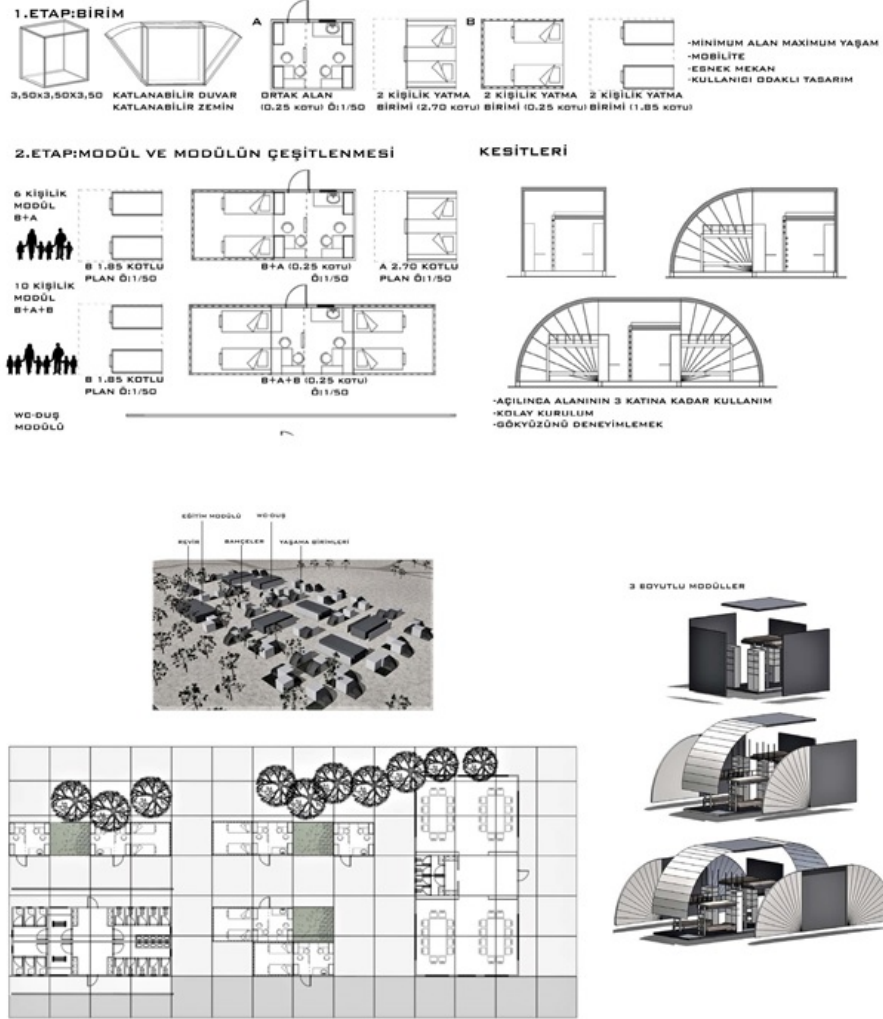 1.ETAP:BİRİM
3,50x3,50X3,50
KATLANABİLİR DUVAR
KATLANABİLİR ZEMİN
A
ORTAK ALAN
(0.25 KOTU) Ö:1/50
2 KİŞİLİK YATMA
BİRİMİ (2.70 KOTU)
B
2 KİŞİLİK YATMA
BİRİMİ (0.25 KOTU)
2 KİŞİLİK YATMA
BİRİMİ (1.85 KOTU)
-MİNİMUM ALAN MAXIMUM YAŞAM
-MOBİLİTE
-ESNEK MEKAN
-KULLANICI ODAKLI TASARIM
2.ETAP:MODÜL VE MODÜLÜN ÇEŞİTLENMESİ
6 KİŞİLİK
MODÜL
B+A
B 1.85 KOTLU
PLAN Ö:1/50
B+A (0.25 KOTU)
Ö:1/50
A 2.70 KOTLU
PLAN Ö:1/50
10 KİŞİLİK
MODÜL
B+A+B
B 1.85 KOTLU
PLAN Ö:1/50
B+A+B (0.25 KOTU)
Ö:1/50
WC-DUŞ
MODÜLÜ
KESİTLERİ
-AÇILINCA ALANININ 3 KATINA KADAR KULLANIM
-KOLAY KURULUM
-GÖKYÜZÜNÜ DENEYİMLEMEK
EĞİTİM MODÜLÜ
WC-DUŞ
REVİR
BAHÇELER
YAŞAMA BİRİMLERİ
3 BOYUTLU MODÜLLER